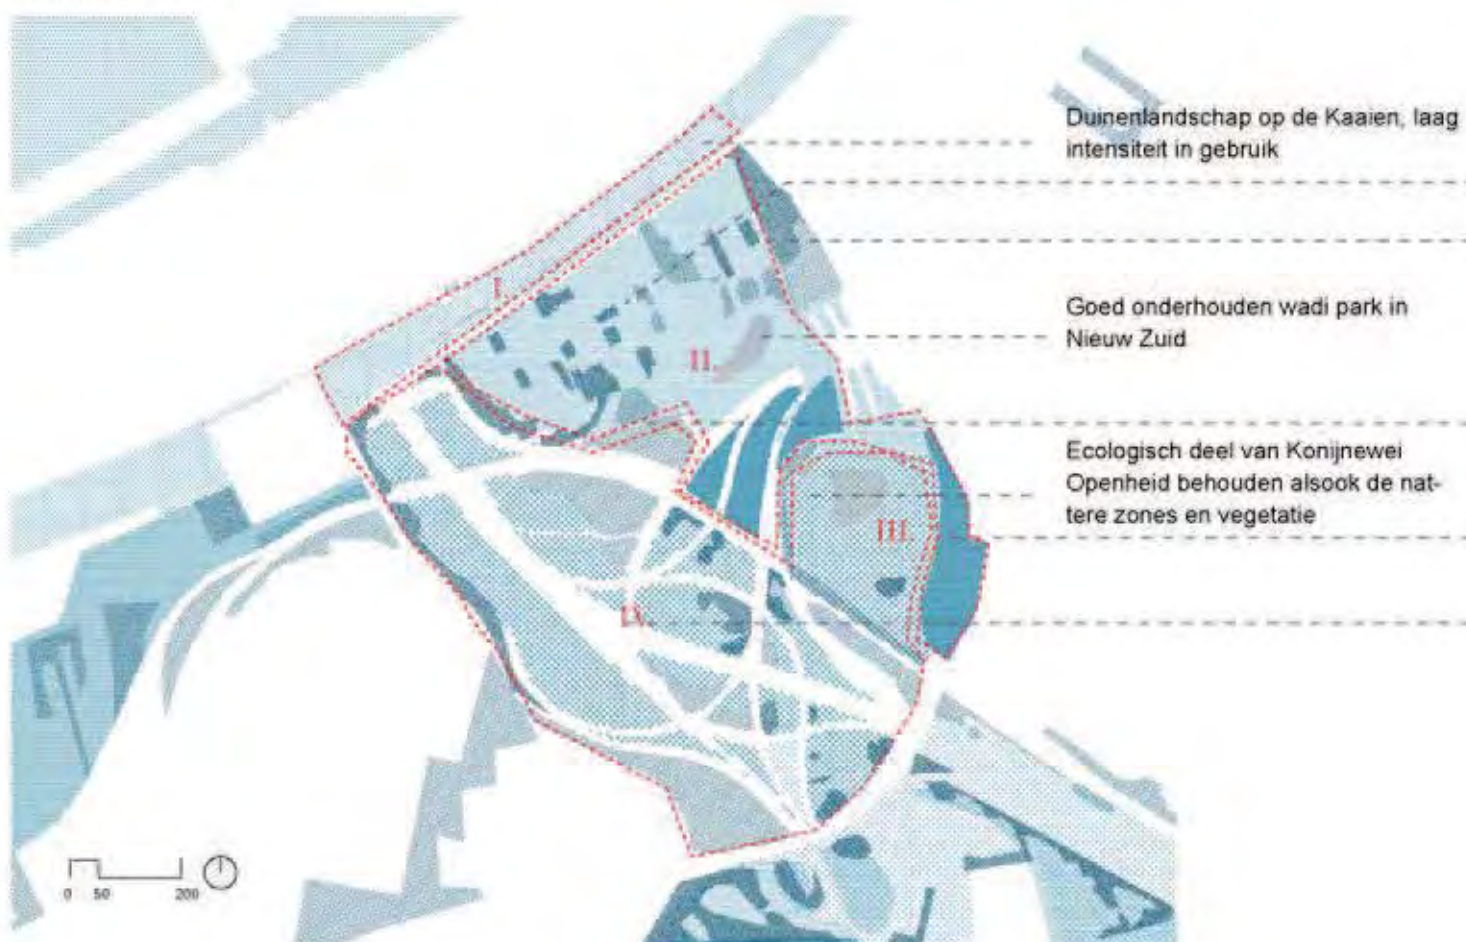 Duinenlandschap op de Kaaien, laag
intensiteit in gebruik
I.
Goed onderhouden wadi park in
Nieuw Zuid
II.
Ecologisch deel van Konijnewei
Openheid behouden alsook de nat-
tere zones en vegetatie
III.
IV.
0 50 200